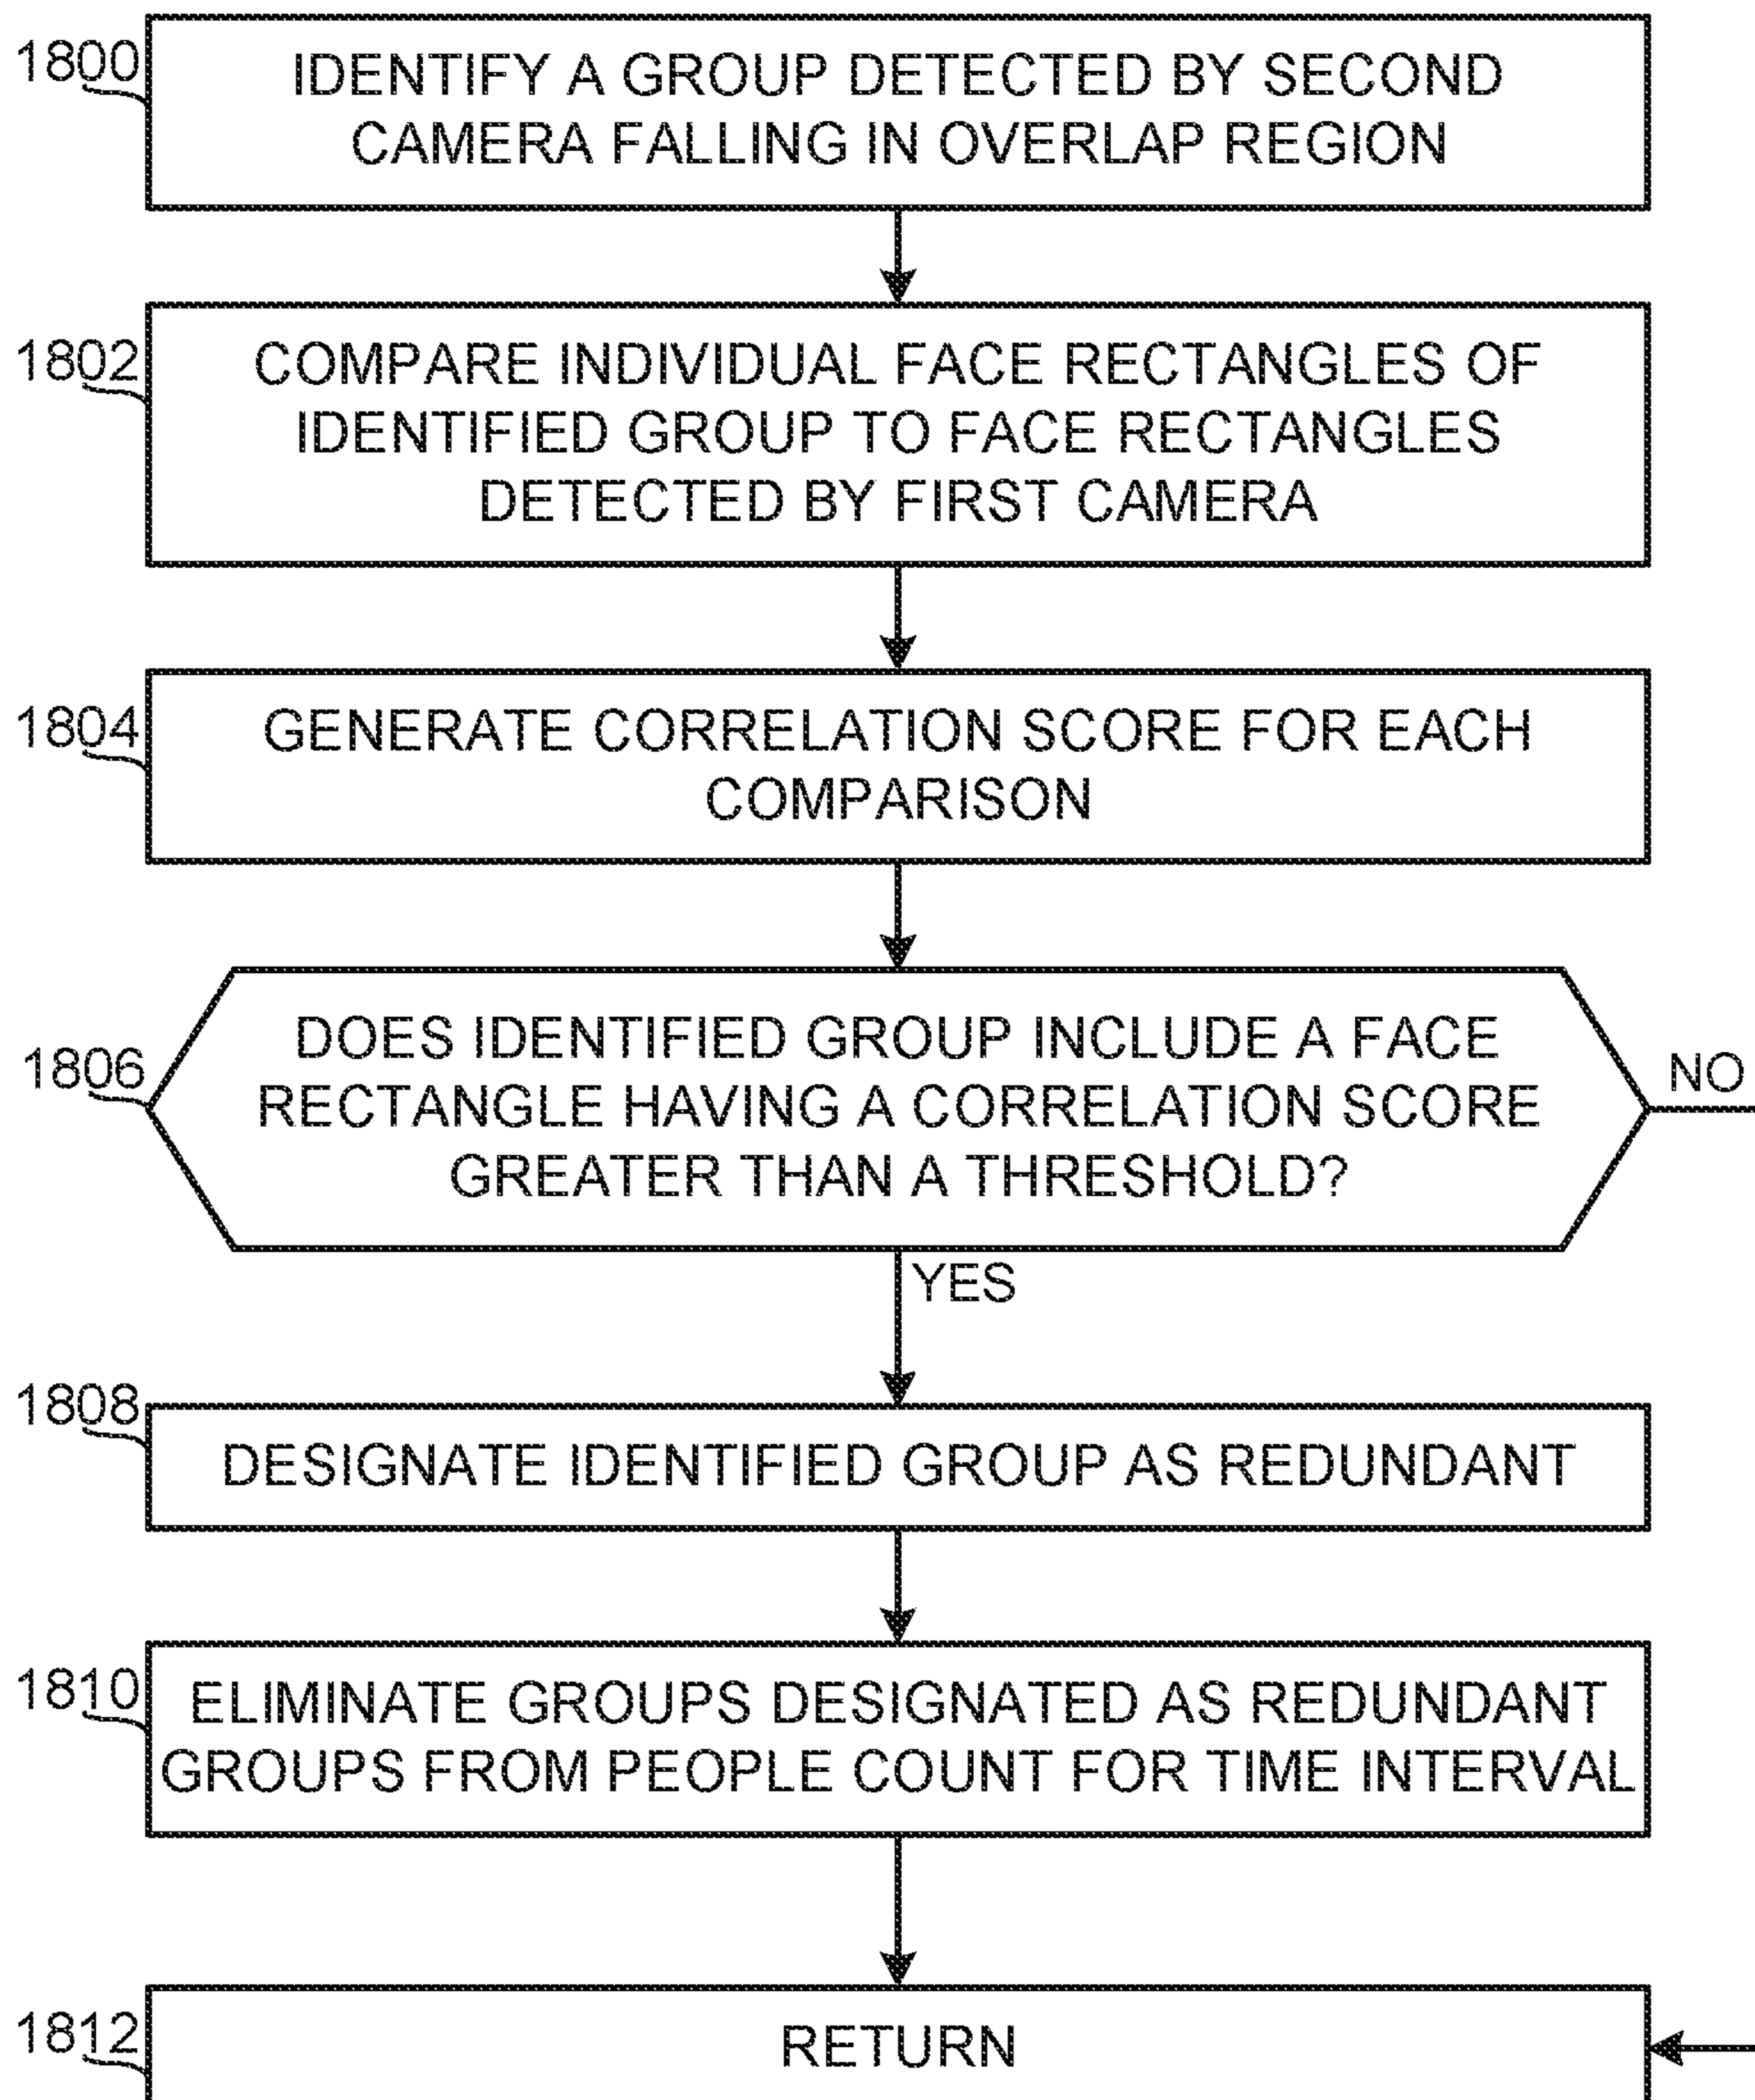 1800
IDENTIFY A GROUP DETECTED BY SECOND
CAMERA FALLING IN OVERLAP REGION
1802
COMPARE INDIVIDUAL FACE RECTANGLES OF
IDENTIFIED GROUP TO FACE RECTANGLES
DETECTED BY FIRST CAMERA
1804
GENERATE CORRELATION SCORE FOR EACH
COMPARISON
1806
DOES IDENTIFIED GROUP INCLUDE A FACE
RECTANGLE HAVING A CORRELATION SCORE
GREATER THAN A THRESHOLD?
NO
YES
1808
DESIGNATE IDENTIFIED GROUP AS REDUNDANT
1810
ELIMINATE GROUPS DESIGNATED AS REDUNDANT
GROUPS FROM PEOPLE COUNT FOR TIME INTERVAL
1812
RETURN